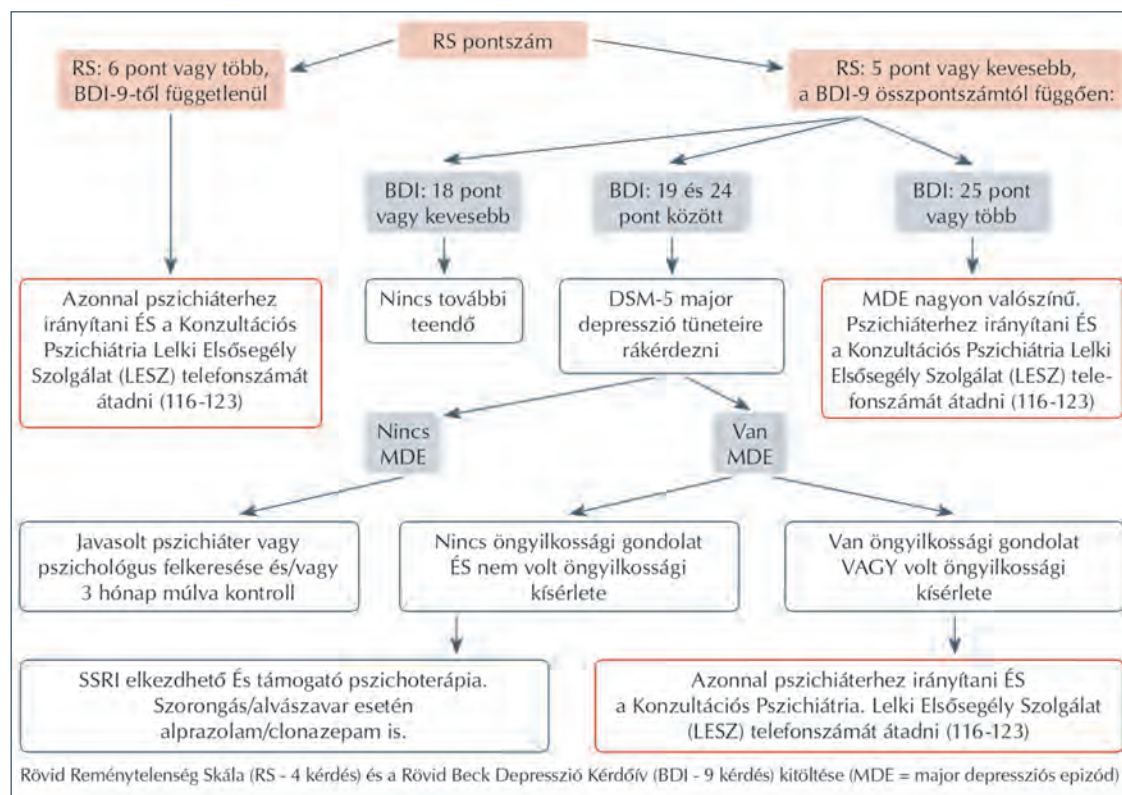 RS pontszám
RS: 6 pont vagy több,
BDI-9-től függetlenül
RS: 5 pont vagy kevesebb,
a BDI-9 összpontszámtól függően:
BDI: 18 pont
vagy kevesebb
BDI: 19 és 24
pont között
BDI: 25 pont
vagy több
Azonnal pszichiáterhez
irányítani ÉS a Konzultációs
Pszichiátria Lelki Elsősegély
Szolgálat (LESZ) telefonszámát
átadni (116-123)
Nincs további
teendő
DSM-5 major
depresszió tüneteire
rákérdezni
MDE nagyon valószínű.
Pszichiáterhez irányítani ÉS
a Konzultációs Pszichiátria Lelki
Elsősegély Szolgálat (LESZ) tele-
fonszámát átadni (116-123)
Nincs
MDE
Van
MDE
Javasolt pszichiáter vagy
pszichológus felkeresése és/vagy
3 hónap múlva kontroll
Nincs öngyilkossági gondolat
ÉS nem volt öngyilkossági
kísérlete
Van öngyilkossági gondolat
VAGY volt öngyilkossági
kísérlete
SSRI elkezdhető És támogató pszichoterápia.
Szorongás/alvászavar esetén
alprazolam/clonazepam is.
Azonnal pszichiáterhez irányítani ÉS
a Konzultációs Pszichiátria. Lelki Elsősegély Szolgálat
(LESZ) telefonszámát átadni (116-123)
Rövid Reménytelenség Skála (RS - 4 kérdés) és a Rövid Beck Depresszió Kérdőív (BDI - 9 kérdés) kitöltése (MDE = major depressziós epizód)